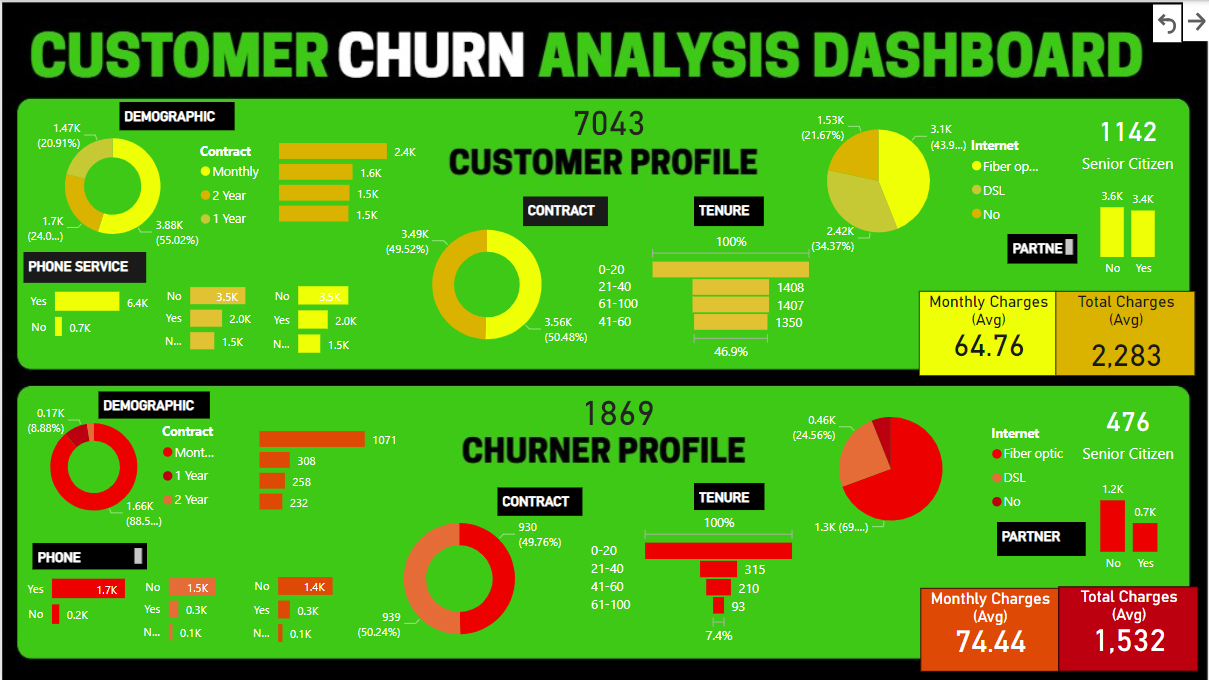 CUSTOMER CHURN ANALYSIS DASHBOARD
DEMOGRAPHIC
1.47K
(20.91%)
1.7K
(24.0...)
3.88K
(55.02%)
Contract
Monthly
2 Year
1 Year
2.4K
1.6K
1.5K
1.5K
7043
CUSTOMER PROFILE
CONTRACT
3.49K
(49.52%)
3.56K
(50.48%)
TENURE
100%
0-20
21-40 1408
61-100 1407
41-60 1350
46.9%
1.53K
(21.67%)
3.1K
(43.9...)
2.42K
(34.37%)
Internet
Fiber op...
DSL
No
1142
Senior Citizen
PARTNE
3.6K 3.4K
No Yes
PHONE SERVICE
Yes 6.4K
No 0.7K
No 3.5K
Yes 2.0K
N... 1.5K
No 3.5K
Yes 2.0K
N... 1.5K
Monthly Charges
(Avg)
64.76
Total Charges
(Avg)
2,283
DEMOGRAPHIC
0.17K
(8.88%)
1.66K
(88.5...)
Contract
Mont...
1 Year
2 Year
1071
308
258
232
1869
CHURNER PROFILE
CONTRACT
930
(49.76%)
939
(50.24%)
TENURE
100%
0-20
21-40 315
41-60 210
61-100 93
7.4%
0.46K
(24.56%)
1.3K (69....)
Internet
Fiber optic
DSL
No
476
Senior Citizen
PARTNER
1.2K 0.7K
No Yes
PHONE
Yes 1.7K
No 0.2K
No 1.5K
Yes 0.3K
N... 0.1K
No 1.4K
Yes 0.3K
N... 0.1K
Monthly Charges
(Avg)
74.44
Total Charges
(Avg)
1,532